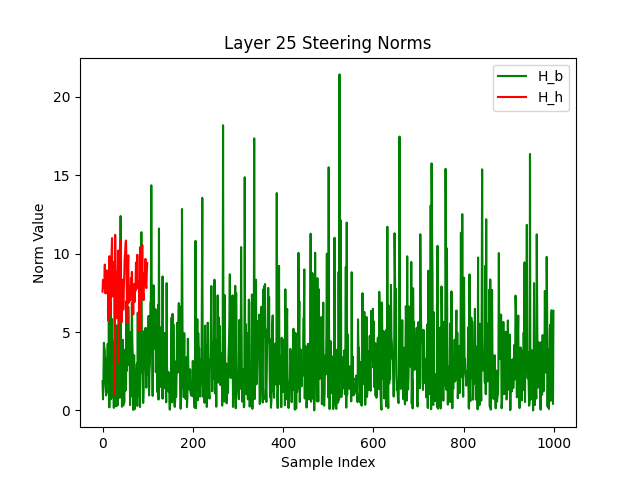 Layer 25 Steering Norms
H_b
H_h
Norm Value
20
15
10
5
0
0 200 400 600 800 1000
Sample Index